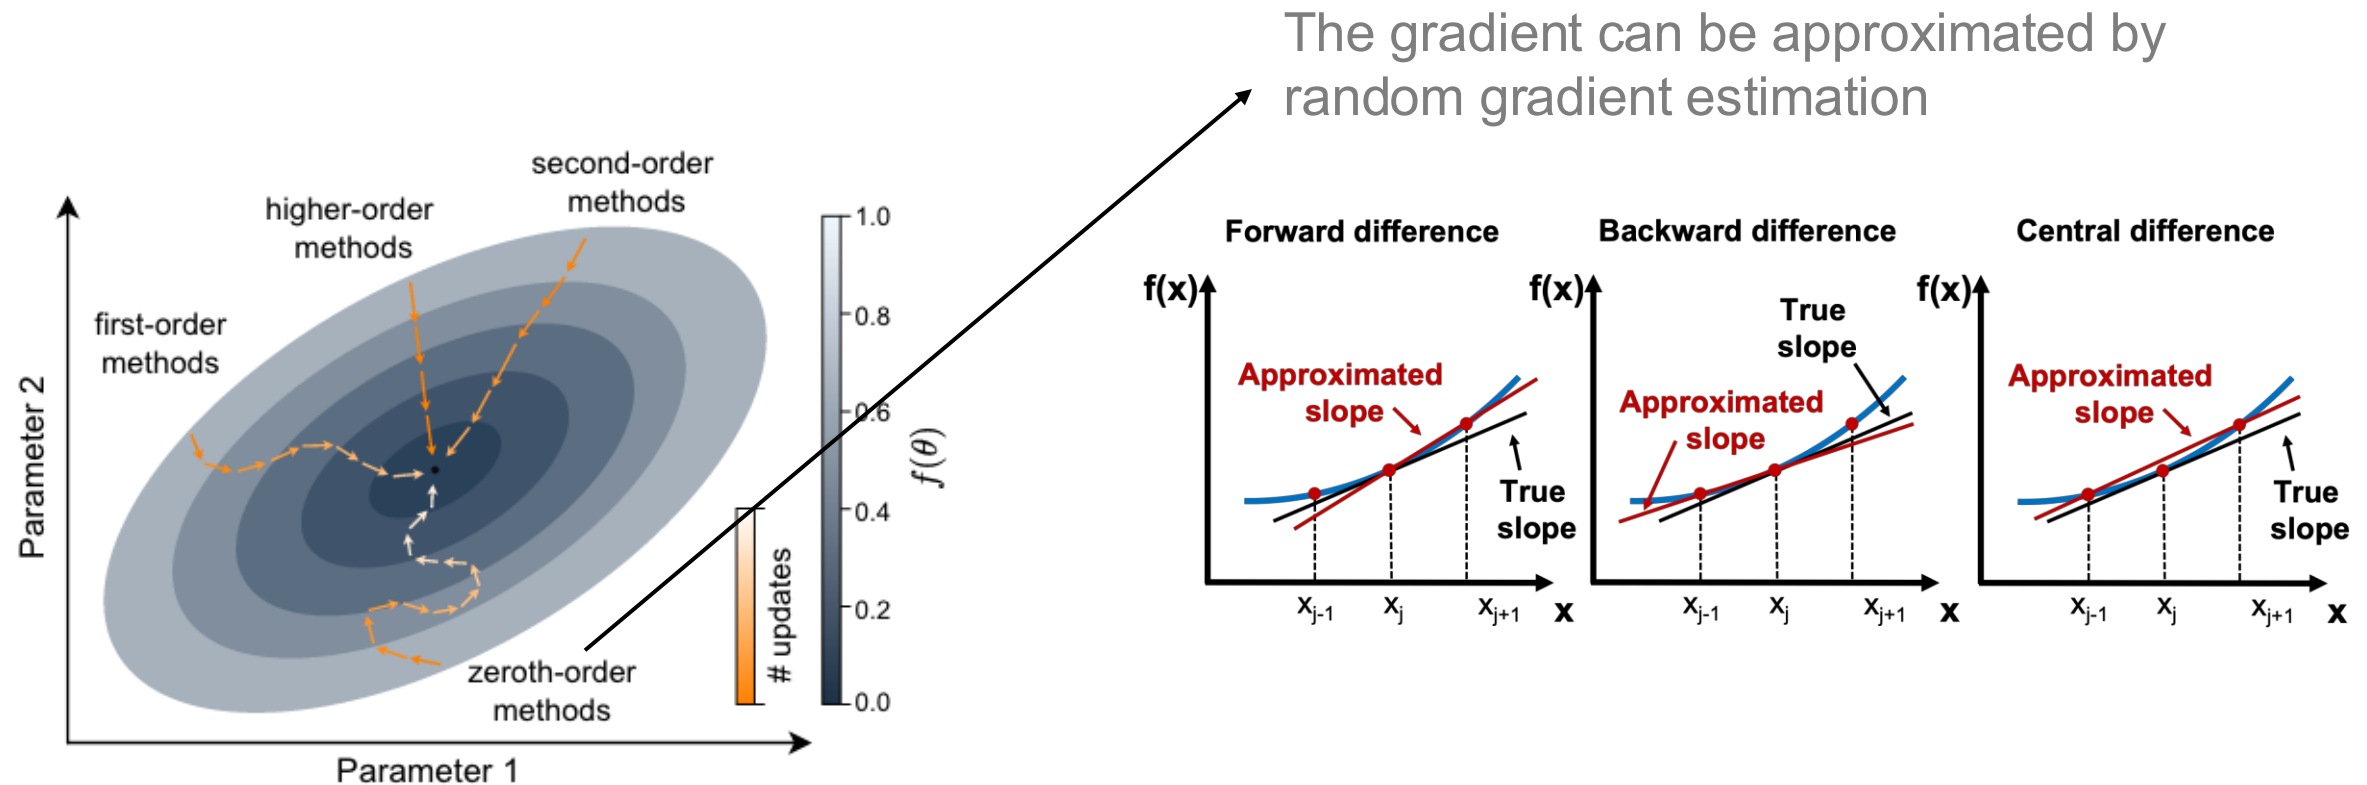 The gradient can be approximated by
random gradient estimation
second-order
methods
higher-order
methods
first-order
methods
zeroth-order
methods
Parameter 2
Parameter 1
# updates
1.0
0.8
0.6
0.4
0.2
0.0
f(θ)
Forward difference
f(x)
Approximated
slope
True
slope
xj-1
xj
xj+1
x
Backward difference
f(x)
True
slope
Approximated
slope
xj-1
xj
xj+1
x
Central difference
f(x)
Approximated
slope
True
slope
xj-1
xj
xj+1
x